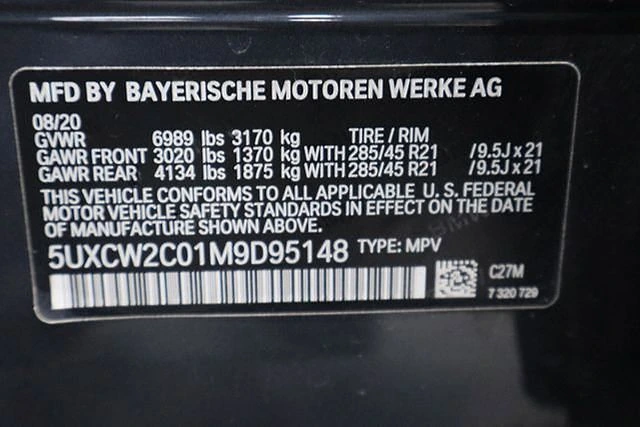 MFD BY BAYERISCHE MOTOREN WERKE AG
08/20
GVWR 6989 lbs 3170 kg TIRE / RIM
GAWR FRONT 3020 lbs 1370 kg WITH 285/45 R21 /9.5J x 21
GAWR REAR 4134 lbs 1875 kg WITH 285/45 R21 /9.5J x 21
THIS VEHICLE CONFORMS TO ALL APPLICABLE U. S. FEDERAL
MOTOR VEHICLE SAFETY STANDARDS IN EFFECT ON THE DATE
OF MANUFACTURE SHOWN ABOVE.
5UXCW2C01M9D95148 TYPE: MPV
C27M
7 320 729